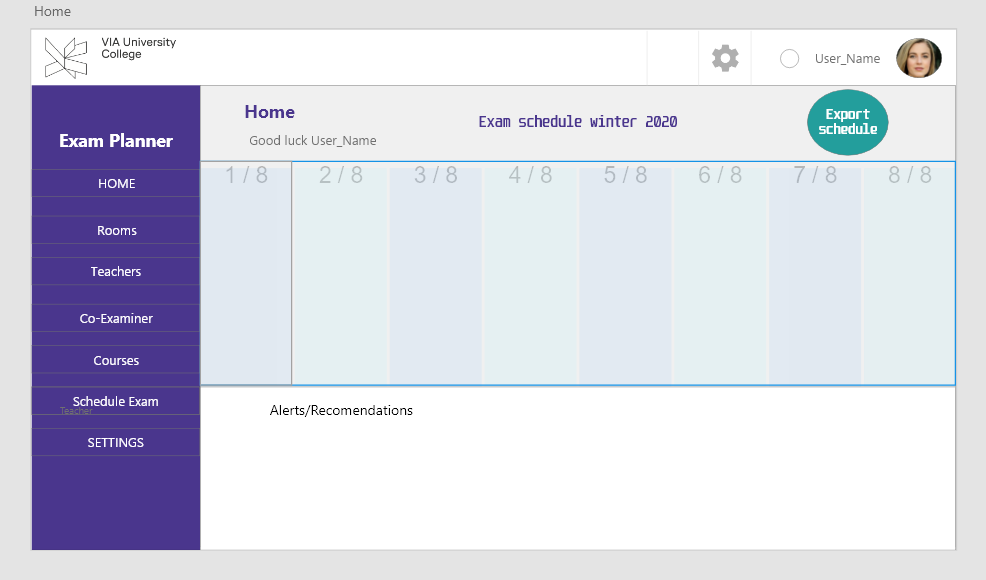 Home
VIA University
College
User_Name
Exam Planner
HOME
Rooms
Teachers
Co-Examiner
Courses
Schedule Exam
Teacher
SETTINGS
Home
Good luck User_Name
Exam schedule winter 2020
Export
schedule
1 / 8 2 / 8 3 / 8 4 / 8 5 / 8 6 / 8 7 / 8 8 / 8
Alerts/Recomendations